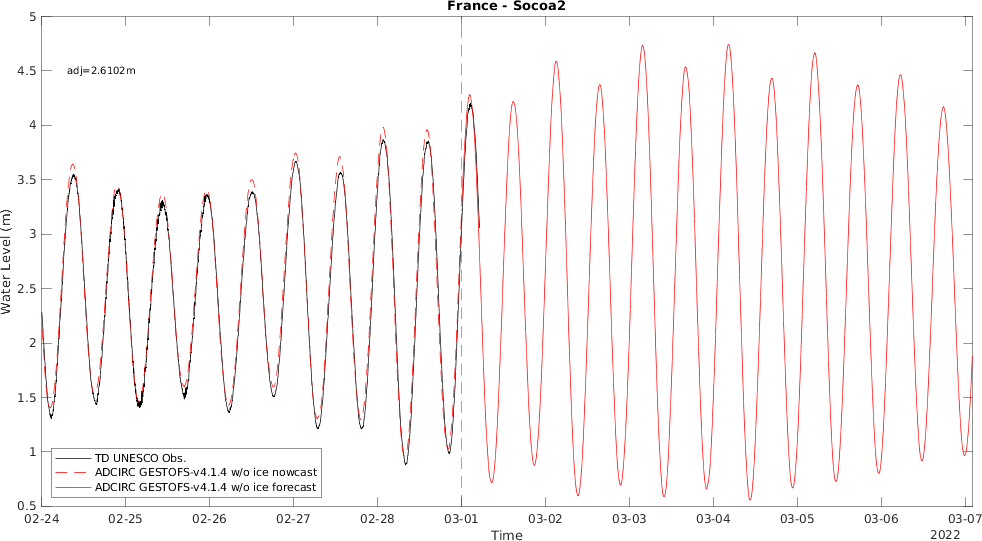 France - Socoa2
5
4.5
4
3.5
3
2.5
2
1.5
1
0.5
Water Level (m)
adj=2.6102m
TD UNESCO Obs.
ADCIRC GESTOFS-v4.1.4 w/o ice nowcast
ADCIRC GESTOFS-v4.1.4 w/o ice forecast
02-24 02-25 02-26 02-27 02-28 03-01 03-02 03-03 03-04 03-05 03-06 03-07
Time
2022